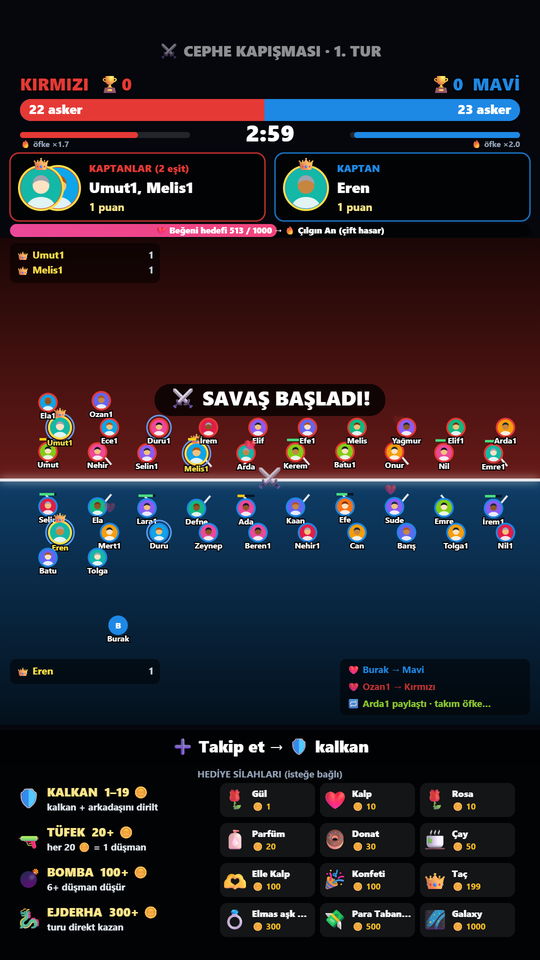 CEPHE KAPIŞMASI · 1. TUR
KIRMIZI 0
0 MAVİ
22 asker
23 asker
2:59
öfke ×1.7
öfke ×2.0
KAPTANLAR (2 eşit)
Umut1, Melis1
1 puan
KAPTAN
Eren
1 puan
Beğeni hedefi 513 / 1000 → Çılgın An (çift hasar)
Umut1 1
Melis1 1
SAVAŞ BAŞLADI!
Ela1 Ozan1
Umut1 Ece1 Duru1 İrem Elif Efe1 Melis Yağmur Elif1 Arda1
Umut Nehir Selin1 Melis1 Arda Kerem Batu1 Onur Nil Emre1
Ela Lara1 Defne Ada Kaan Efe Sude Emre İrem1
Eren Mert1 Duru Zeynep Beren1 Nehir1 Can Barış Tolga1 Nil1
Batu Tolga
B
Burak
Eren 1
Burak → Mavi
Ozan1 → Kırmızı
Arda1 paylaştı · takım öfke...
Takip et → kalkan
HEDİYE SİLAHLARI (isteğe bağlı)
KALKAN 1–19
kalkan + arkadaşını dirilt
TÜFEK 20+
her 20 = 1 düşman
BOMBA 100+
6+ düşman düşür
EJDERHA 300+
turu direkt kazan
Gül
1
Kalp
10
Rosa
10
Parfüm
20
Donat
30
Çay
50
Elle Kalp
100
Konfeti
100
Taç
199
Elmas aşk ...
300
Para Taban...
500
Galaxy
1000